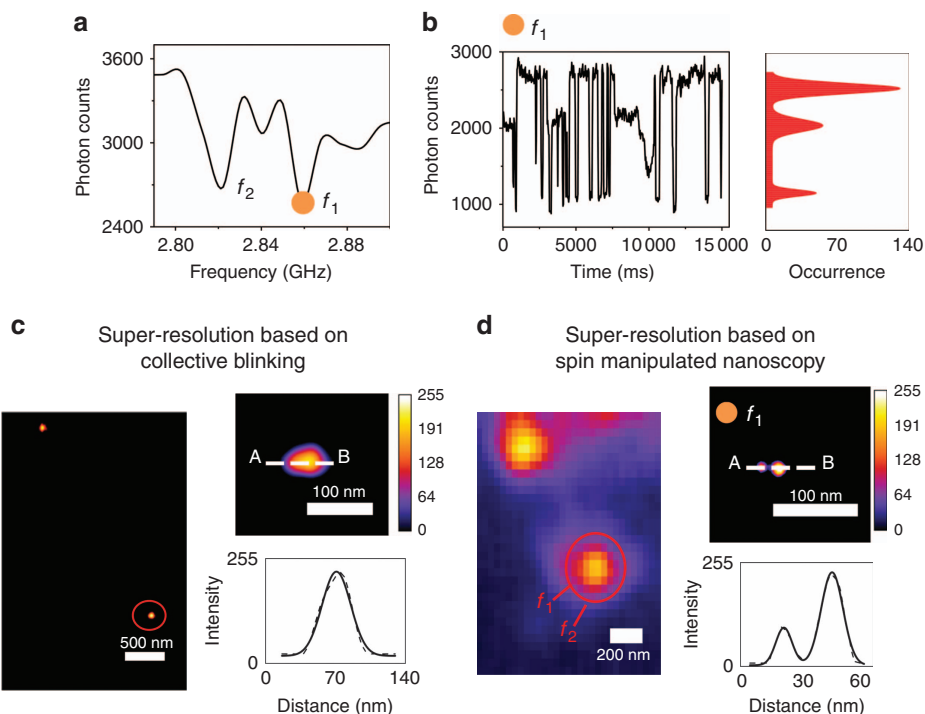 a
3600
3000
2400
Photon counts
f2
f1
2.80
2.84
2.88
Frequency (GHz)
b
f1
3000
2000
1000
Photon counts
0
5000
10 000
15 000
Time (ms)
0
70
140
Occurrence
c
Super-resolution based on
collective blinking
500 nm
A
B
100 nm
255
191
128
64
0
255
0
Intensity
0
70
140
Distance (nm)
d
Super-resolution based on
spin manipulated nanoscopy
f1
f2
200 nm
f1
A
B
100 nm
255
191
128
64
0
255
0
Intensity
0
30
60
Distance (nm)